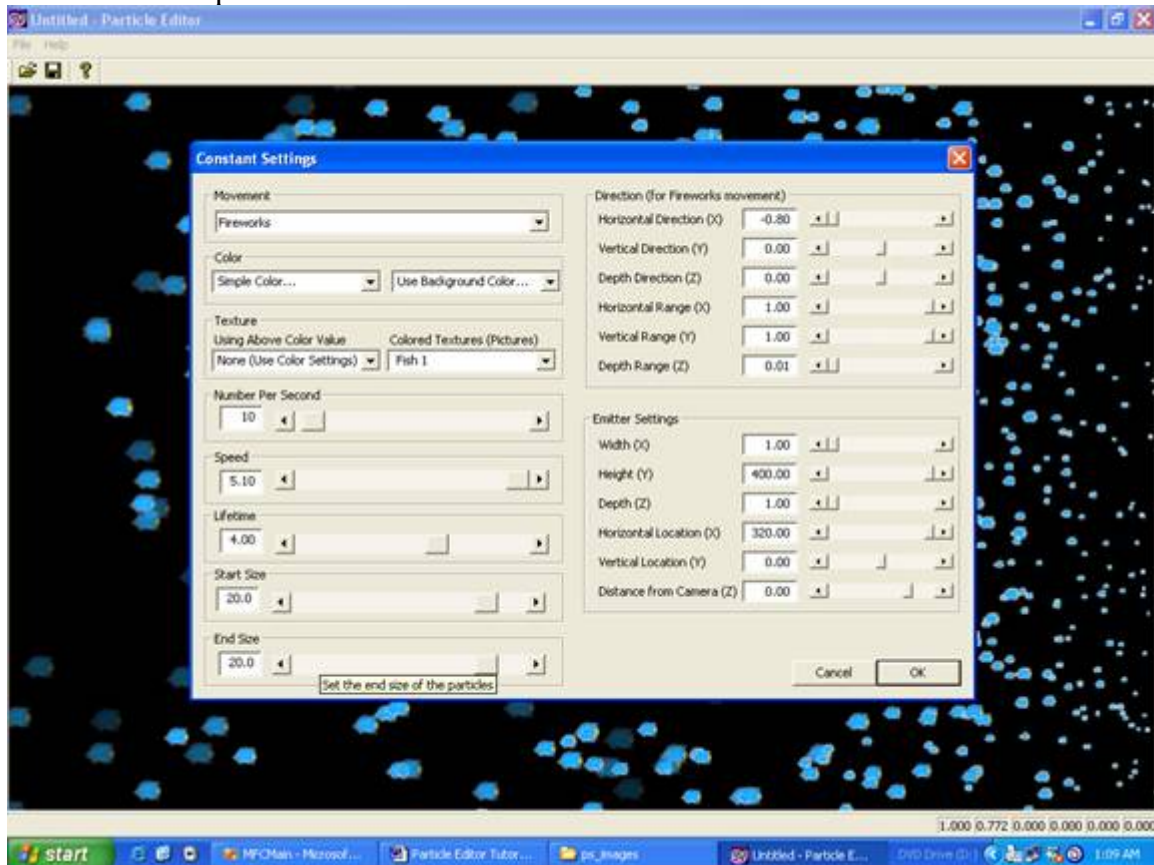 Untitled - Particle Editor
File Help
Constant Settings
Movement
Fireworks
Color
Simple Color... Use Background Color...
Texture
Using Above Color Value Colored Textures (Pictures)
None (Use Color Settings) Fish 1
Number Per Second
10
Speed
5.10
Lifetime
4.00
Start Size
20.0
End Size
20.0
Set the end size of the particles
Direction (for Fireworks movement)
Horizontal Direction (X) -0.80
Vertical Direction (Y) 0.00
Depth Direction (Z) 0.00
Horizontal Range (X) 1.00
Vertical Range (Y) 1.00
Depth Range (Z) 0.01
Emitter Settings
Width (X) 1.00
Height (Y) 400.00
Depth (Z) 1.00
Horizontal Location (X) 320.00
Vertical Location (Y) 0.00
Distance from Camera (Z) 0.00
Cancel OK
1.000 0.772 0.000 0.000 0.000 0.000
start MFCMain - Microsof... Particle Editor Tutor... ps_images Untitled - Particle E... DVD Drive (D:) 1:09 AM